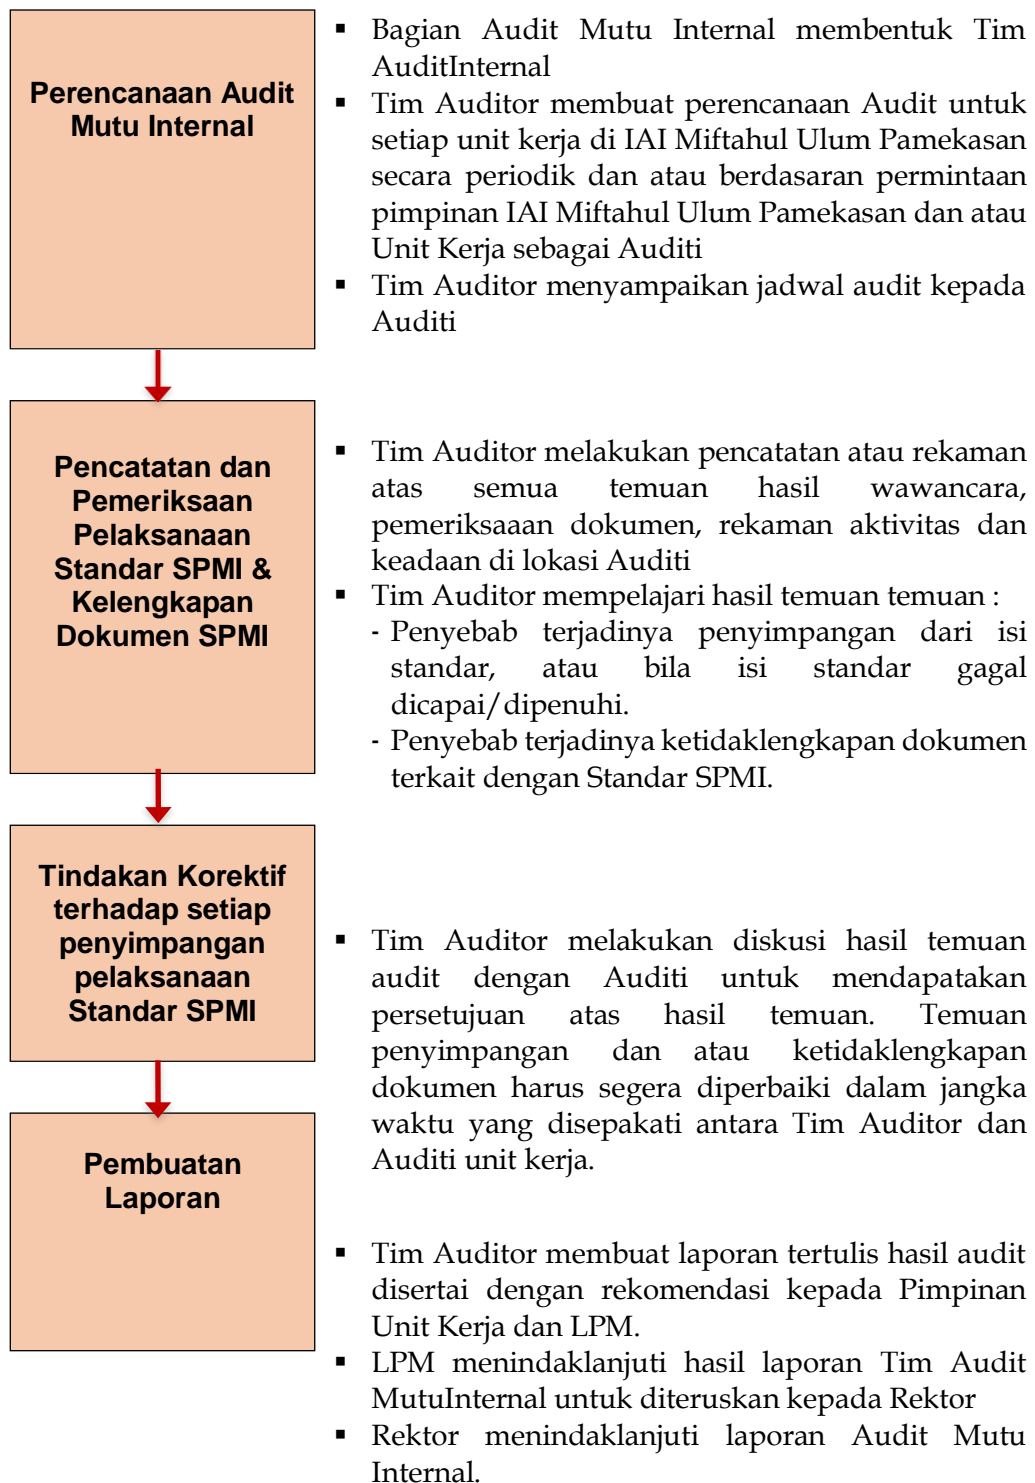 Perencanaan Audit
Mutu Internal
▪ Bagian Audit Mutu Internal membentuk Tim
AuditInternal
▪ Tim Auditor membuat perencanaan Audit untuk
setiap unit kerja di IAI Miftahul Ulum Pamekasan
secara periodik dan atau berdasaran permintaan
pimpinan IAI Miftahul Ulum Pamekasan dan atau
Unit Kerja sebagai Auditi
▪ Tim Auditor menyampaikan jadwal audit kepada
Auditi
Pencatatan dan
Pemeriksaan
Pelaksanaan
Standar SPMI &
Kelengkapan
Dokumen SPMI
▪ Tim Auditor melakukan pencatatan atau rekaman
atas semua temuan hasil wawancara,
pemeriksaaan dokumen, rekaman aktivitas dan
keadaan di lokasi Auditi
▪ Tim Auditor mempelajari hasil temuan temuan :
- Penyebab terjadinya penyimpangan dari isi
standar, atau bila isi standar gagal
dicapai/dipenuhi.
- Penyebab terjadinya ketidaklengkapan dokumen
terkait dengan Standar SPMI.
Tindakan Korektif
terhadap setiap
penyimpangan
pelaksanaan
Standar SPMI
▪ Tim Auditor melakukan diskusi hasil temuan
audit dengan Auditi untuk mendapatakan
persetujuan atas hasil temuan. Temuan
penyimpangan dan atau ketidaklengkapan
dokumen harus segera diperbaiki dalam jangka
waktu yang disepakati antara Tim Auditor dan
Auditi unit kerja.
Pembuatan
Laporan
▪ Tim Auditor membuat laporan tertulis hasil audit
disertai dengan rekomendasi kepada Pimpinan
Unit Kerja dan LPM.
▪ LPM menindaklanjuti hasil laporan Tim Audit
MutuInternal untuk diteruskan kepada Rektor
▪ Rektor menindaklanjuti laporan Audit Mutu
Internal.